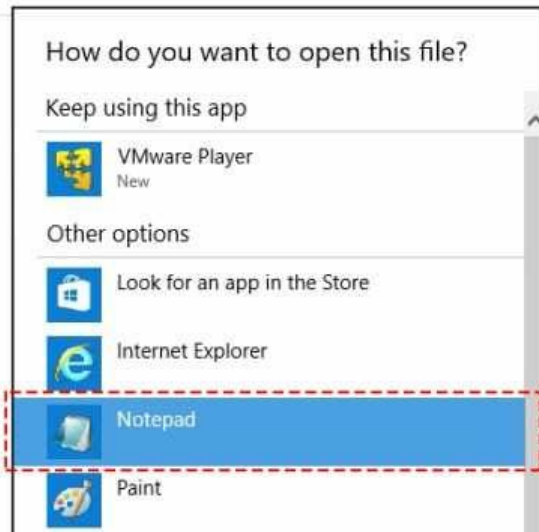 How do you want to open this file?
Keep using this app
VMware Player
New
Other options
Look for an app in the Store
Internet Explorer
Notepad
Paint